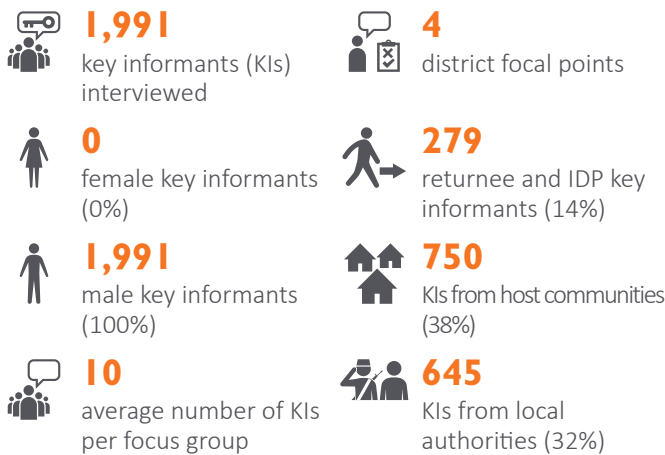 1,991
key informants (KIs)
interviewed
4
district focal points
0
female key informants
(0%)
279
returnee and IDP key
informants (14%)
1,991
male key informants
(100%)
750
KIs from host communities
(38%)
10
average number of KIs
per focus group
645
KIs from local
authorities (32%)